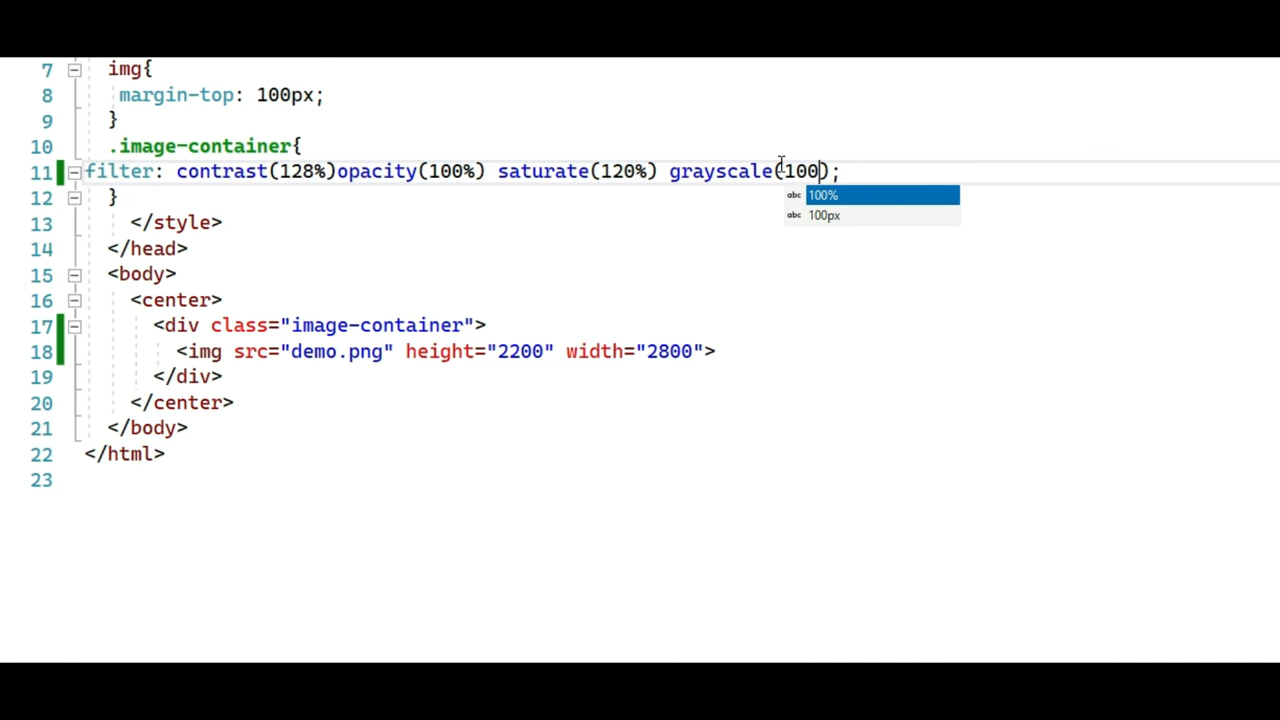 7 img{
8 margin-top: 100px;
9 }
10 .image-container{
11 filter: contrast(128%)opacity(100%) saturate(120%) grayscale(100);
abc 100%
12 }
abc 100px
13 </style>
14 </head>
15 <body>
16 <center>
17 <div class="image-container">
18 <img src="demo.png" height="2200" width="2800">
19 </div>
20 </center>
21 </body>
22 </html>
23